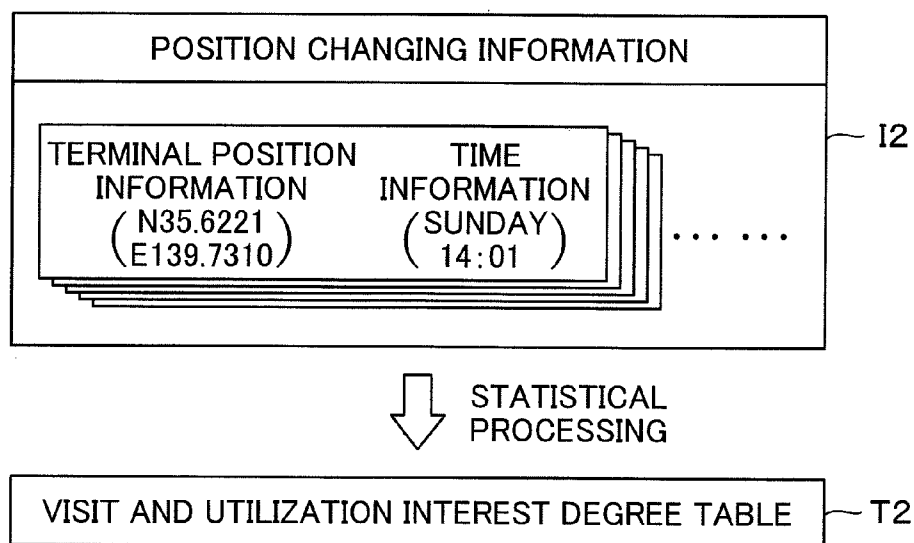 POSITION CHANGING INFORMATION
I2
TERMINAL POSITION
INFORMATION
(N35.6221
E139.7310)
TIME
INFORMATION
(SUNDAY
14:01)
... ...
STATISTICAL
PROCESSING
VISIT AND UTILIZATION INTEREST DEGREE TABLE
T2